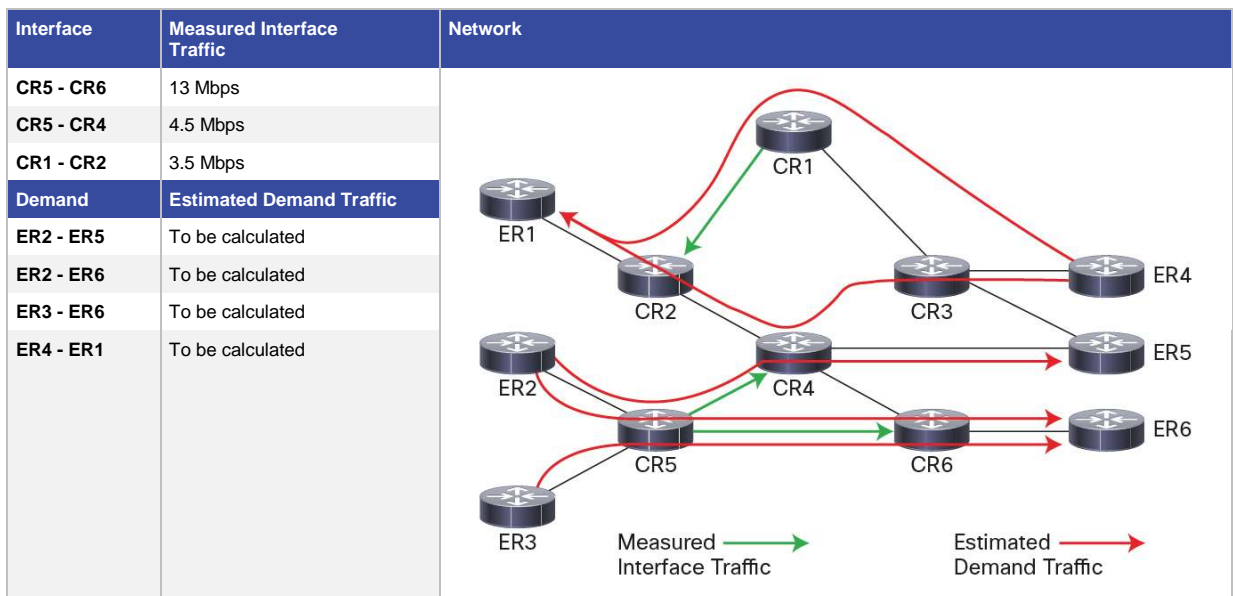 Interface Measured Interface Traffic Network
CR5 - CR6 13 Mbps
CR5 - CR4 4.5 Mbps
CR1 - CR2 3.5 Mbps
Demand Estimated Demand Traffic
ER2 - ER5 To be calculated
ER2 - ER6 To be calculated
ER3 - ER6 To be calculated
ER4 - ER1 To be calculated
CR1
ER1
ER4
CR2
CR3
ER5
ER2
CR4
ER6
CR5
CR6
ER3
Measured
Interface Traffic
Estimated
Demand Traffic